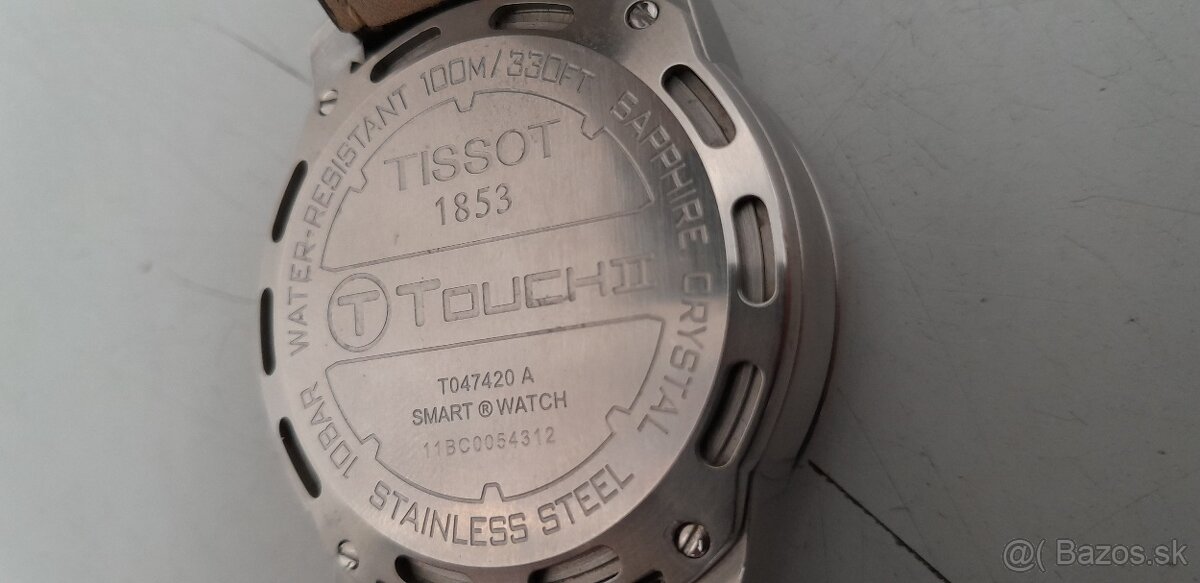 WATER-RESISTANT 100M/330FT
SAPPHIRE-CRYSTAL
TISSOT
1853
T TOUCH II
T047420 A
SMART ® WATCH
11BC0054312
10BAR
STAINLESS STEEL
@( Bazos.sk